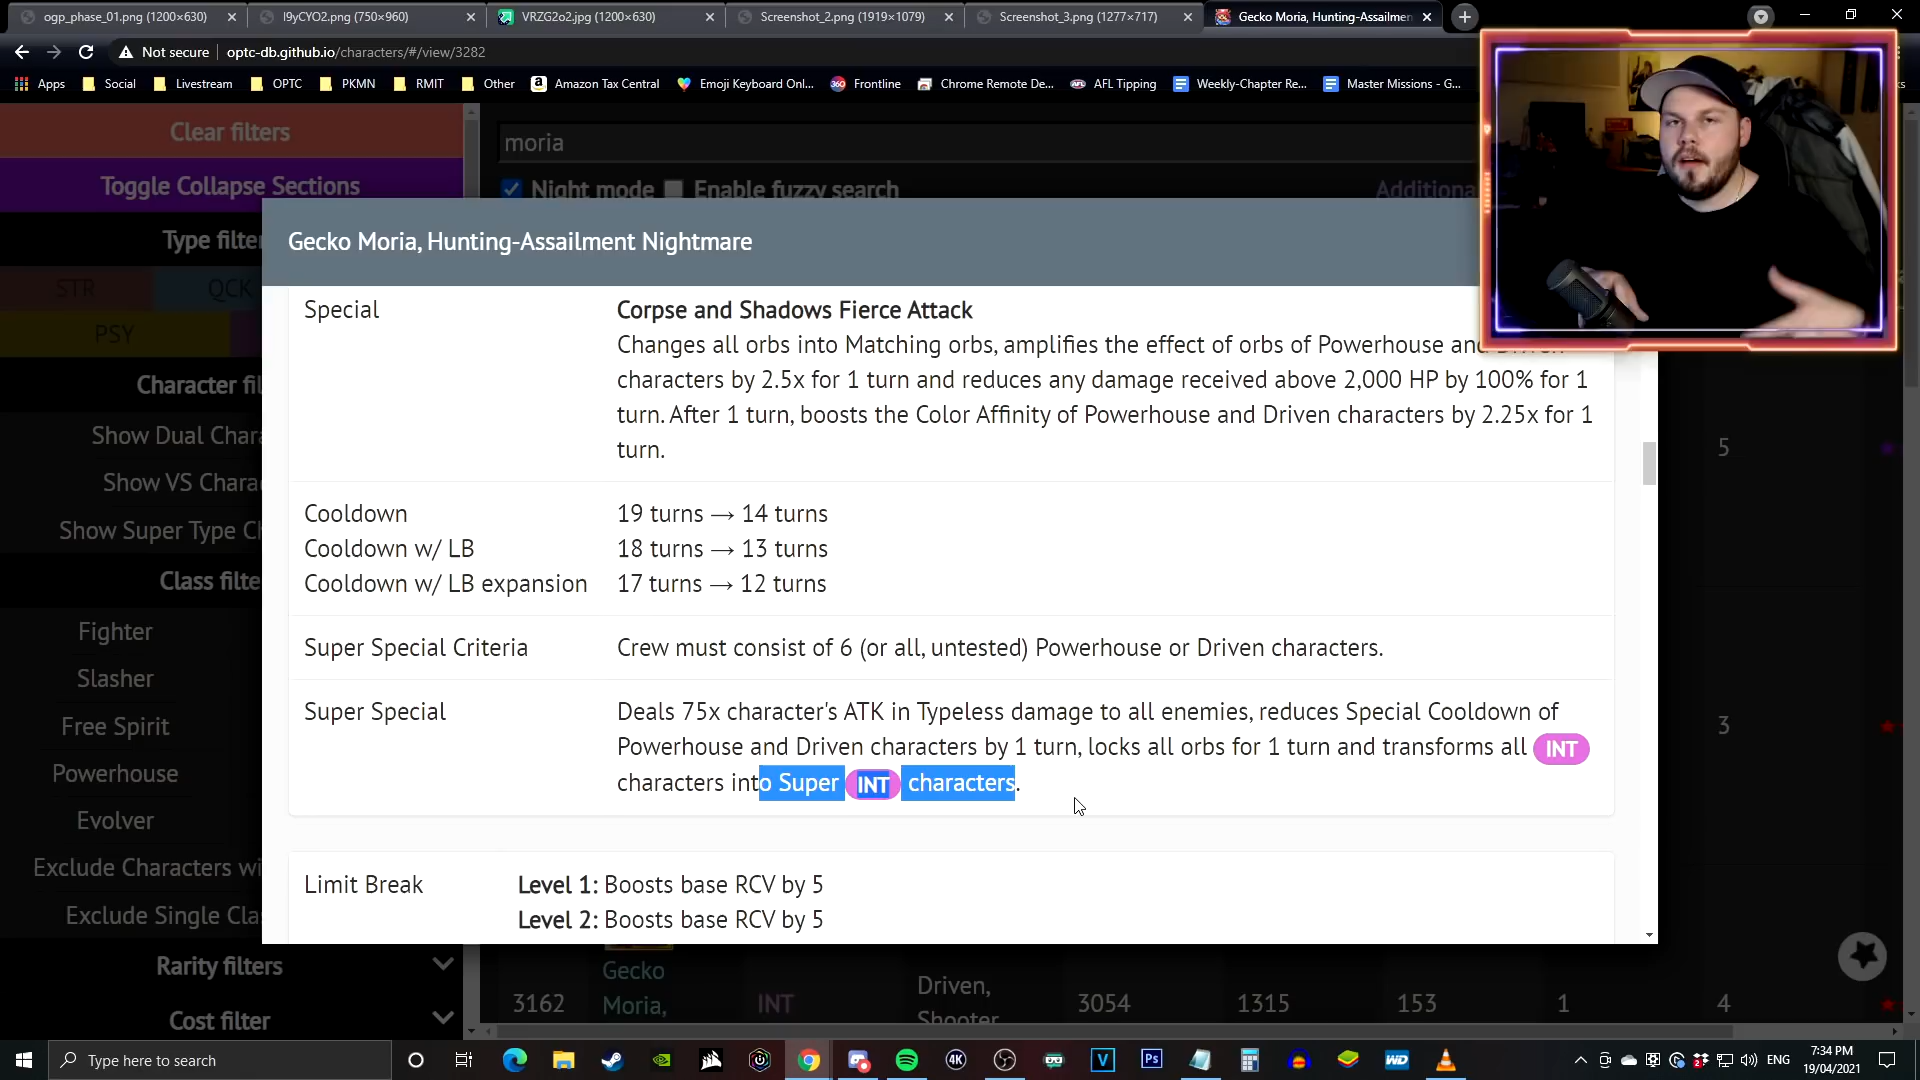 ogp_phase_01.png (1200×630)
I9yCYO2.png (750×960)
VRZG2o2.jpg (1200×630)
Screenshot_2.png (1919×1079)
Screenshot_3.png (1277×717)
Gecko Moria, Hunting-Assailmen
Not secure
optc-db.github.io/characters/#/view/3282
Apps
Social
Livestream
OPTC
PKMN
RMIT
Other
Amazon Tax Central
Emoji Keyboard Onl...
Frontline
Chrome Remote De...
AFL Tipping
Weekly-Chapter Re...
Master Missions - G...
Clear filters
Toggle Collapse Sections
Type filter
STR
QCK
PSY
Character fil
Show Dual Chara
Show VS Chara
Show Super Type Ch
Class filte
Fighter
Slasher
Free Spirit
Powerhouse
Evolver
Exclude Characters wi
Exclude Single Cla
Rarity filters
Cost filter
moria
Night mode
Enable fuzzy search
Additional
Gecko Moria, Hunting-Assailment Nightmare
Special
Corpse and Shadows Fierce Attack
Changes all orbs into Matching orbs, amplifies the effect of orbs of Powerhouse and
characters by 2.5x for 1 turn and reduces any damage received above 2,000 HP by 100% for 1
turn. After 1 turn, boosts the Color Affinity of Powerhouse and Driven characters by 2.25x for 1
turn.
Cooldown
19 turns → 14 turns
Cooldown w/ LB
18 turns → 13 turns
Cooldown w/ LB expansion
17 turns → 12 turns
Super Special Criteria
Crew must consist of 6 (or all, untested) Powerhouse or Driven characters.
Super Special
Deals 75x character's ATK in Typeless damage to all enemies, reduces Special Cooldown of
Powerhouse and Driven characters by 1 turn, locks all orbs for 1 turn and transforms all INT
characters into Super INT characters.
Limit Break
Level 1: Boosts base RCV by 5
Level 2: Boosts base RCV by 5
5
3
3162
Gecko
Moria,
INT
Driven,
Shooter
3054
1315
153
1
4
Type here to search
4K
V
Ps
WD
ENG
7:34 PM
19/04/2021